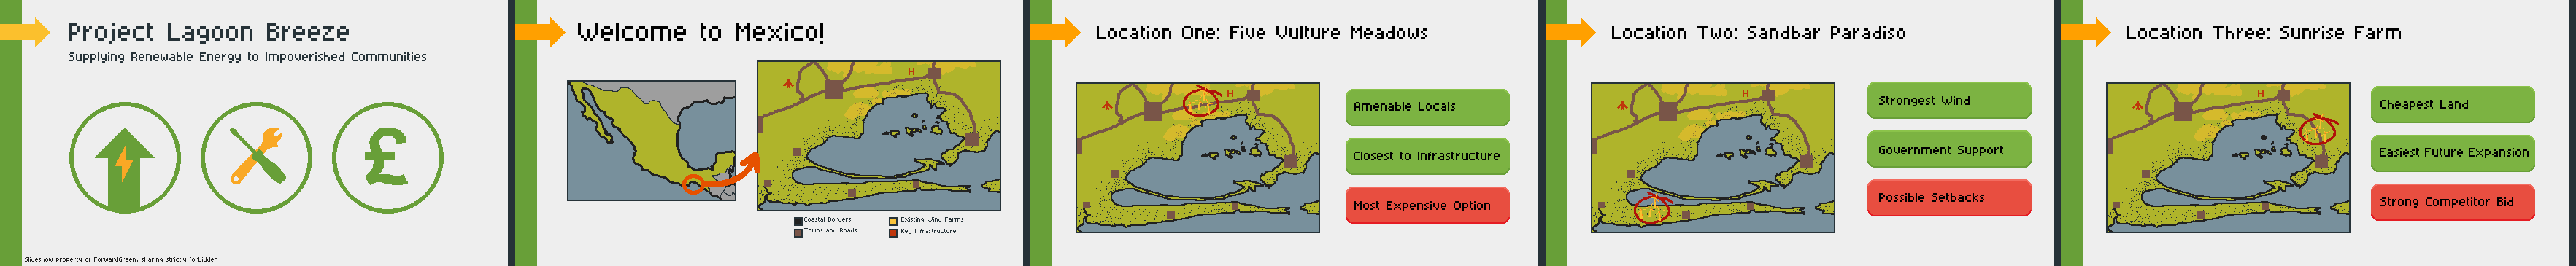 Project Lagoon Breeze
Supplying Renewable Energy to Impoverished Communities
£
Slideshow property of ForwardGreen, sharing strictly forbidden
Welcome to Mexico!
H
Coastal Borders
Existing Wind Farms
Towns and Roads
Key Infrastructure
Location One: Five Vulture Meadows
H
Amenable Locals
Closest to Infrastructure
Most Expensive Option
Location Two: Sandbar Paradiso
H
Strongest Wind
Government Support
Possible Setbacks
Location Three: Sunrise Farm
H
Cheapest Land
Easiest Future Expansion
Strong Competitor Bid